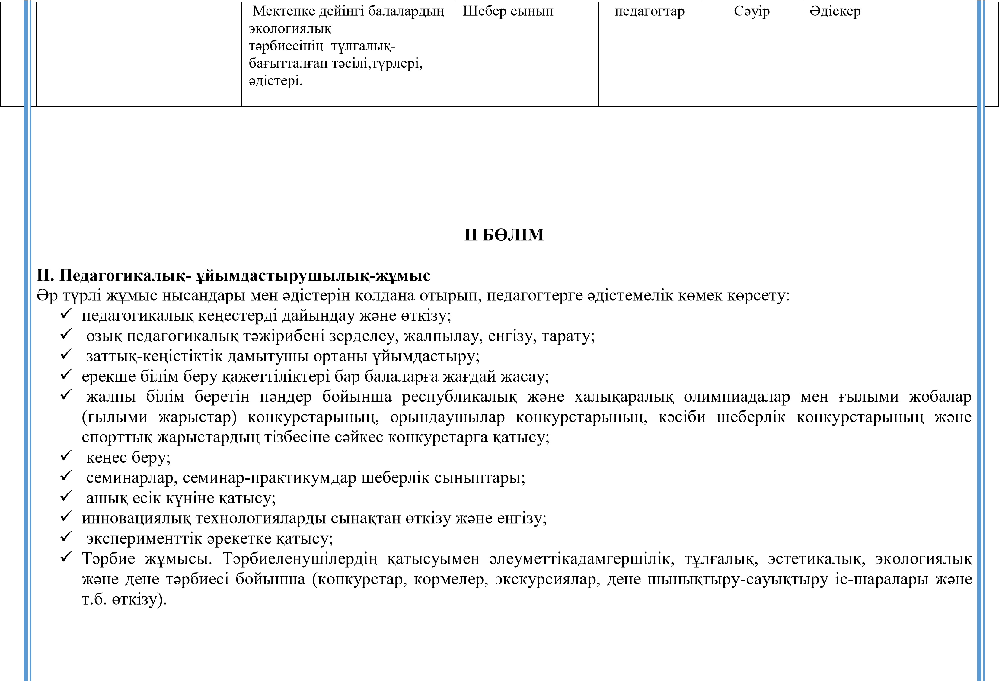 Мектепке дейінгі балалардың
экологиялық
тәрбиесінің  тұлғалық-
бағытталған тәсілі,түрлері,
әдістері.
Шебер сынып
педагогтар
Сәуір
Әдіскер
ІІ БӨЛІМ
ІІ. Педагогикалық- ұйымдастырушылық-жұмыс
Әр түрлі жұмыс нысандары мен әдістерін қолдана отырып, педагогтерге әдістемелік көмек көрсету:
✓ педагогикалық кеңестерді дайындау және өткізу;
✓ озық педагогикалық тәжірибені зерделеу, жалпылау, енгізу, тарату;
✓ заттық-кеңістіктік дамытушы ортаны ұйымдастыру;
✓ ерекше білім беру қажеттіліктері бар балаларға жағдай жасау;
✓ жалпы білім беретін пәндер бойынша республикалық және халықаралық олимпиадалар мен ғылыми жобалар
(ғылыми жарыстар) конкурстарының, орындаушылар конкурстарының, кәсіби шеберлік конкурстарының және
спорттық жарыстардың тізбесіне сәйкес конкурстарға қатысу;
✓ кеңес беру;
✓ семинарлар, семинар-практикумдар шеберлік сыныптары;
✓ ашық есік күніне қатысу;
✓ инновациялық технологияларды сынақтан өткізу және енгізу;
✓ эксперименттік әрекетке қатысу;
✓ Тәрбие жұмысы. Тәрбиеленушілердің қатысуымен әлеуметтікадамгершілік, тұлғалық, эстетикалық, экологиялық
және дене тәрбиесі бойынша (конкурстар, көрмелер, экскурсиялар, дене шынықтыру-сауықтыру іс-шаралары және
т.б. өткізу).